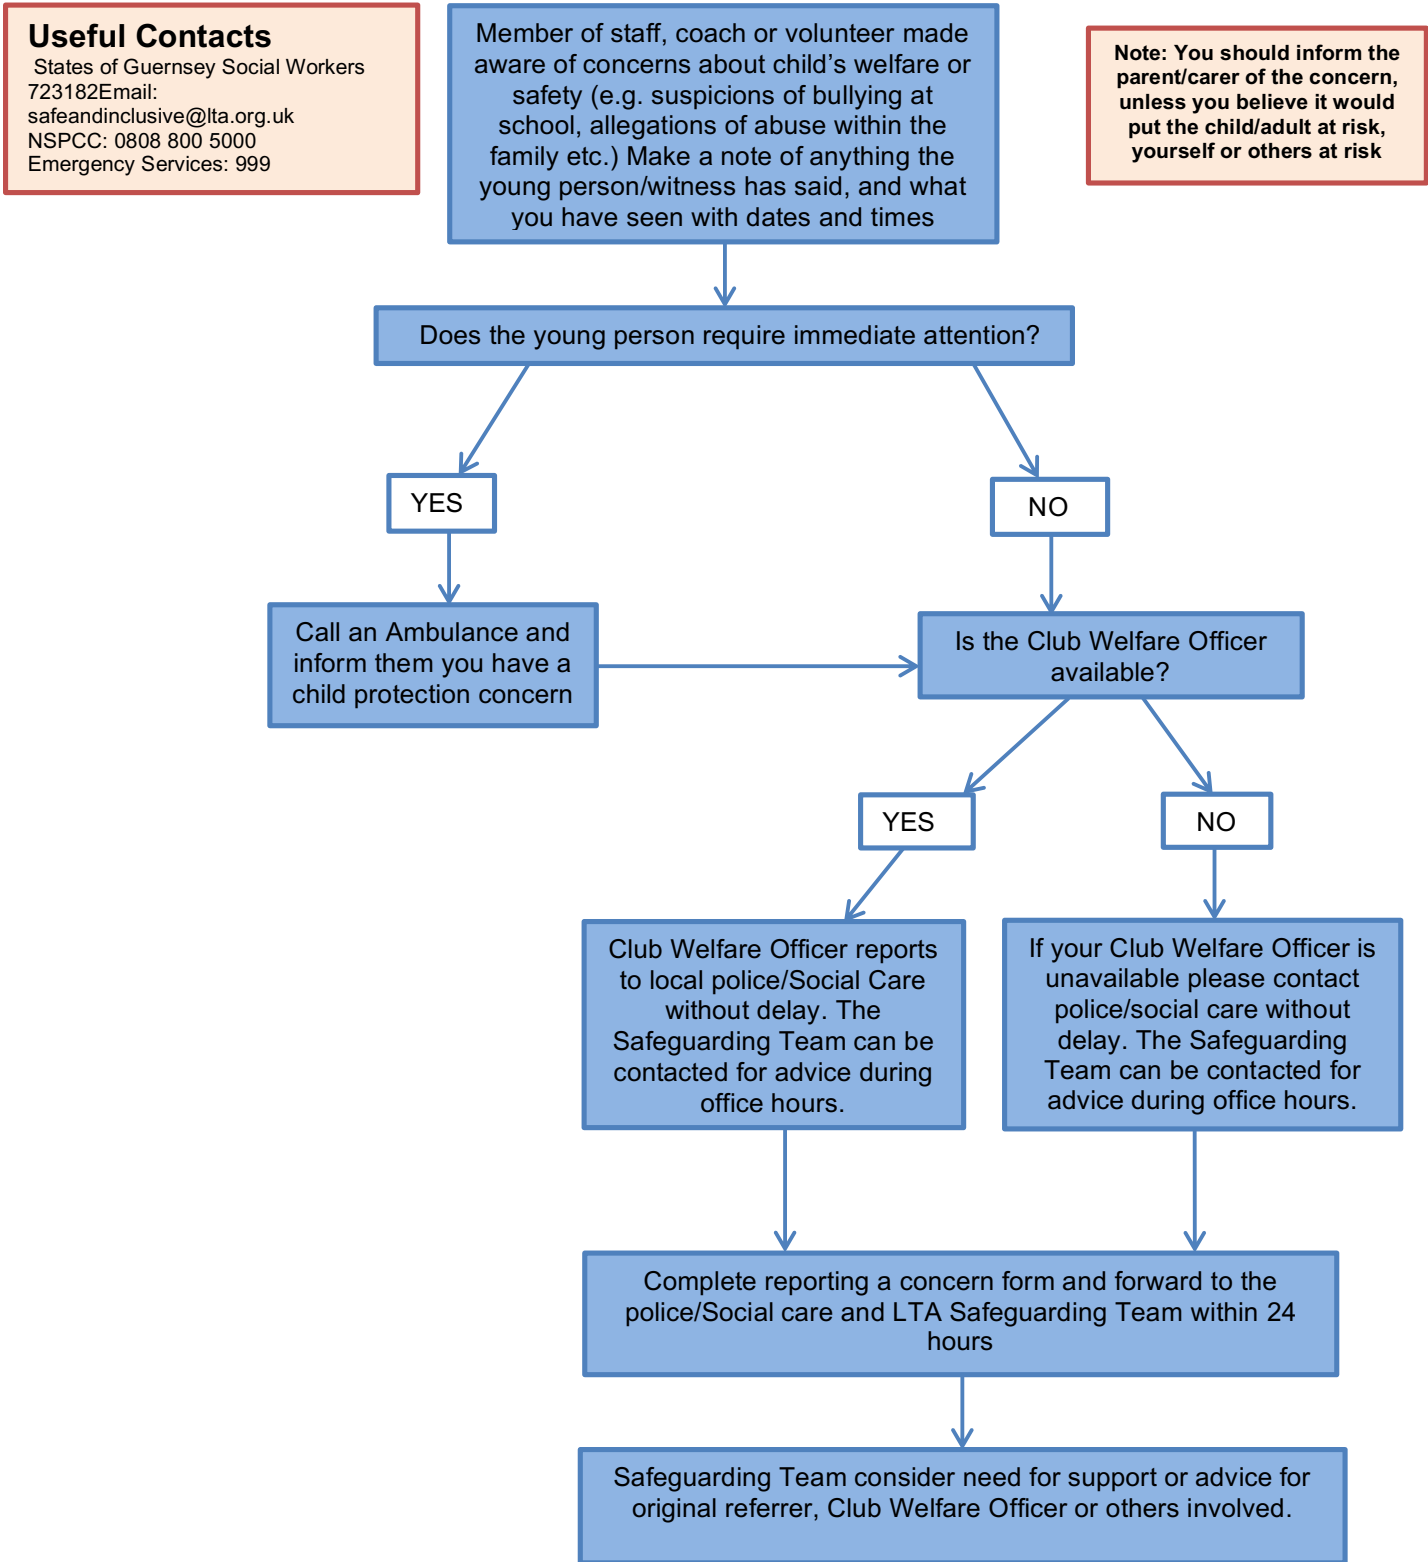 Useful Contacts
States of Guernsey Social Workers
723182Email:
safeandinclusive@lta.org.uk
NSPCC: 0808 800 5000
Emergency Services: 999
Member of staff, coach or volunteer made
aware of concerns about child's welfare or
safety (e.g. suspicions of bullying at
school, allegations of abuse within the
family etc.) Make a note of anything the
young person/witness has said, and what
you have seen with dates and times
Note: You should inform the
parent/carer of the concern,
unless you believe it would
put the child/adult at risk,
yourself or others at risk
Does the young person require immediate attention?
YES
NO
Call an Ambulance and
inform them you have a
child protection concern
Is the Club Welfare Officer
available?
YES
NO
Club Welfare Officer reports
to local police/Social Care
without delay. The
Safeguarding Team can be
contacted for advice during
office hours.
If your Club Welfare Officer is
unavailable please contact
police/social care without
delay. The Safeguarding
Team can be contacted for
advice during office hours.
Complete reporting a concern form and forward to the
police/Social care and LTA Safeguarding Team within 24
hours
Safeguarding Team consider need for support or advice for
original referrer, Club Welfare Officer or others involved.